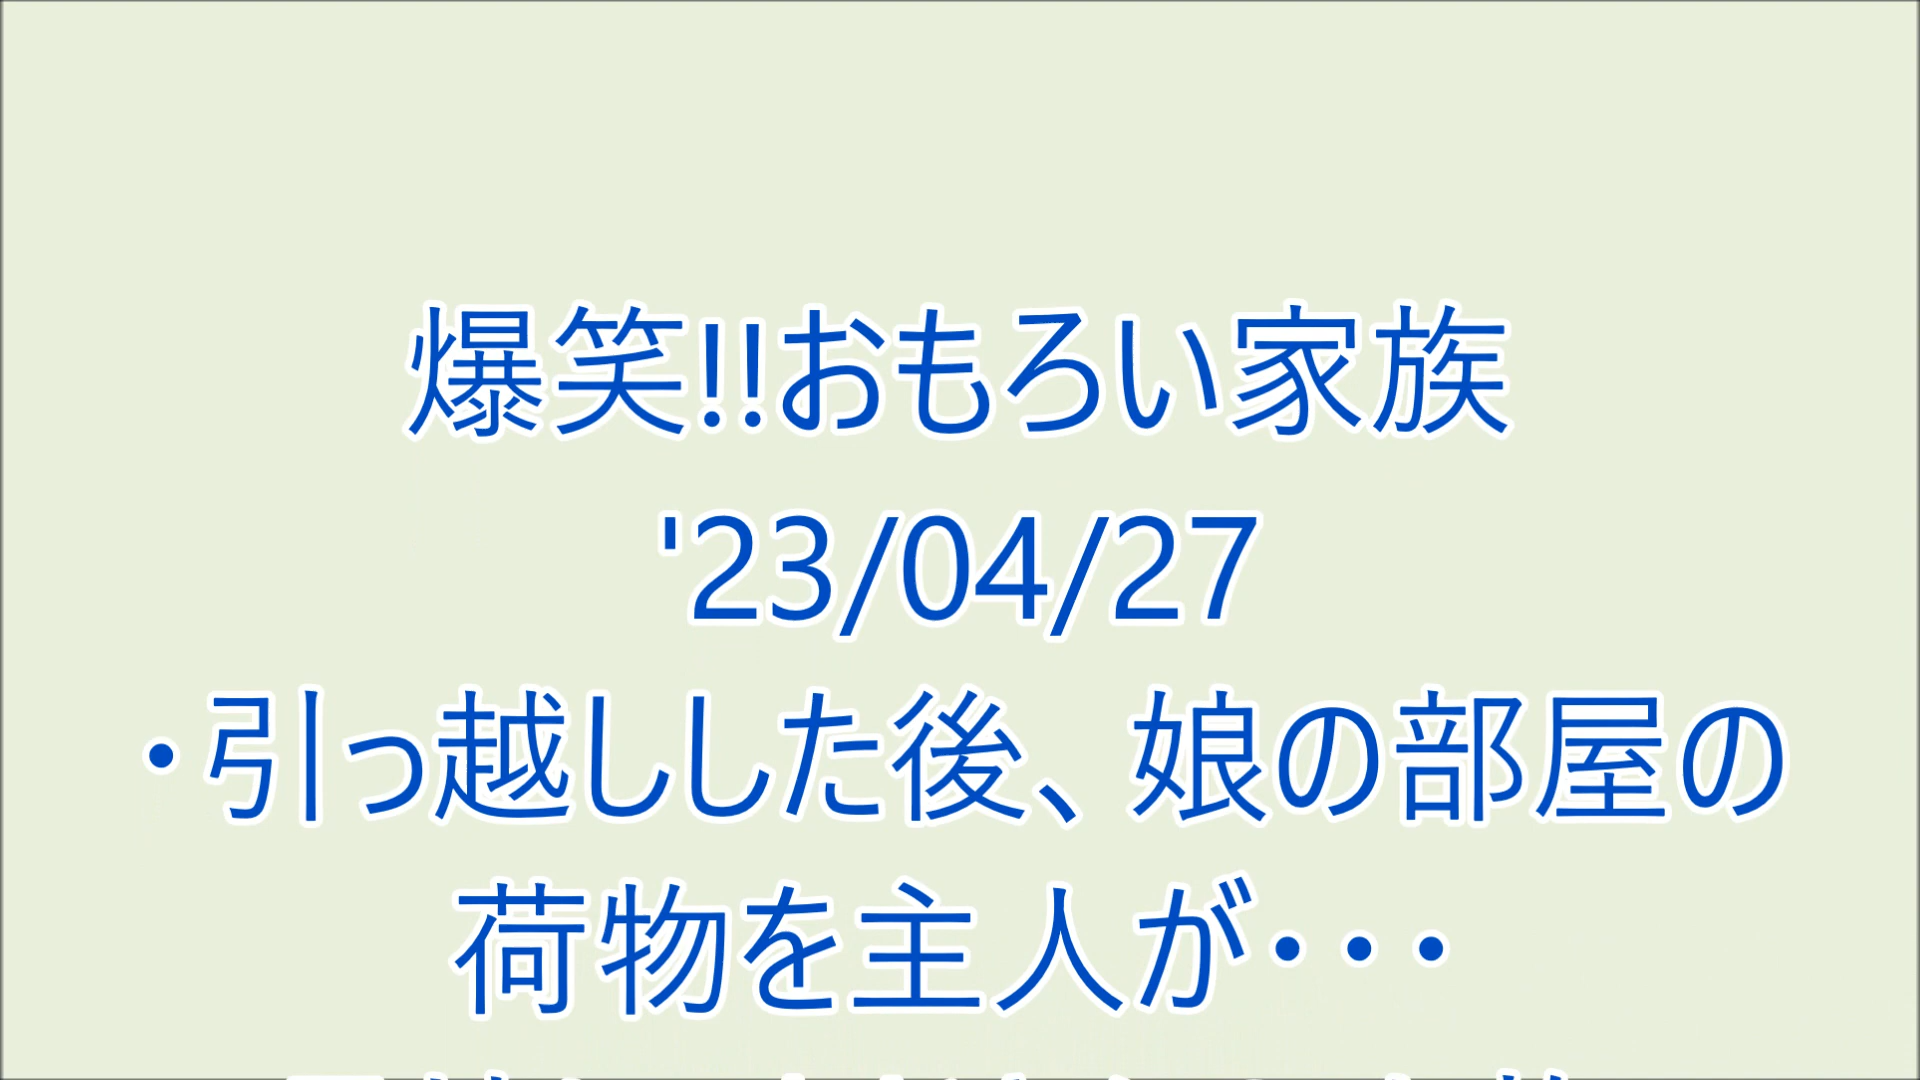 爆笑!!おもろい家族
'23/04/27
・引っ越しした後、娘の部屋の
荷物を主人が・・・